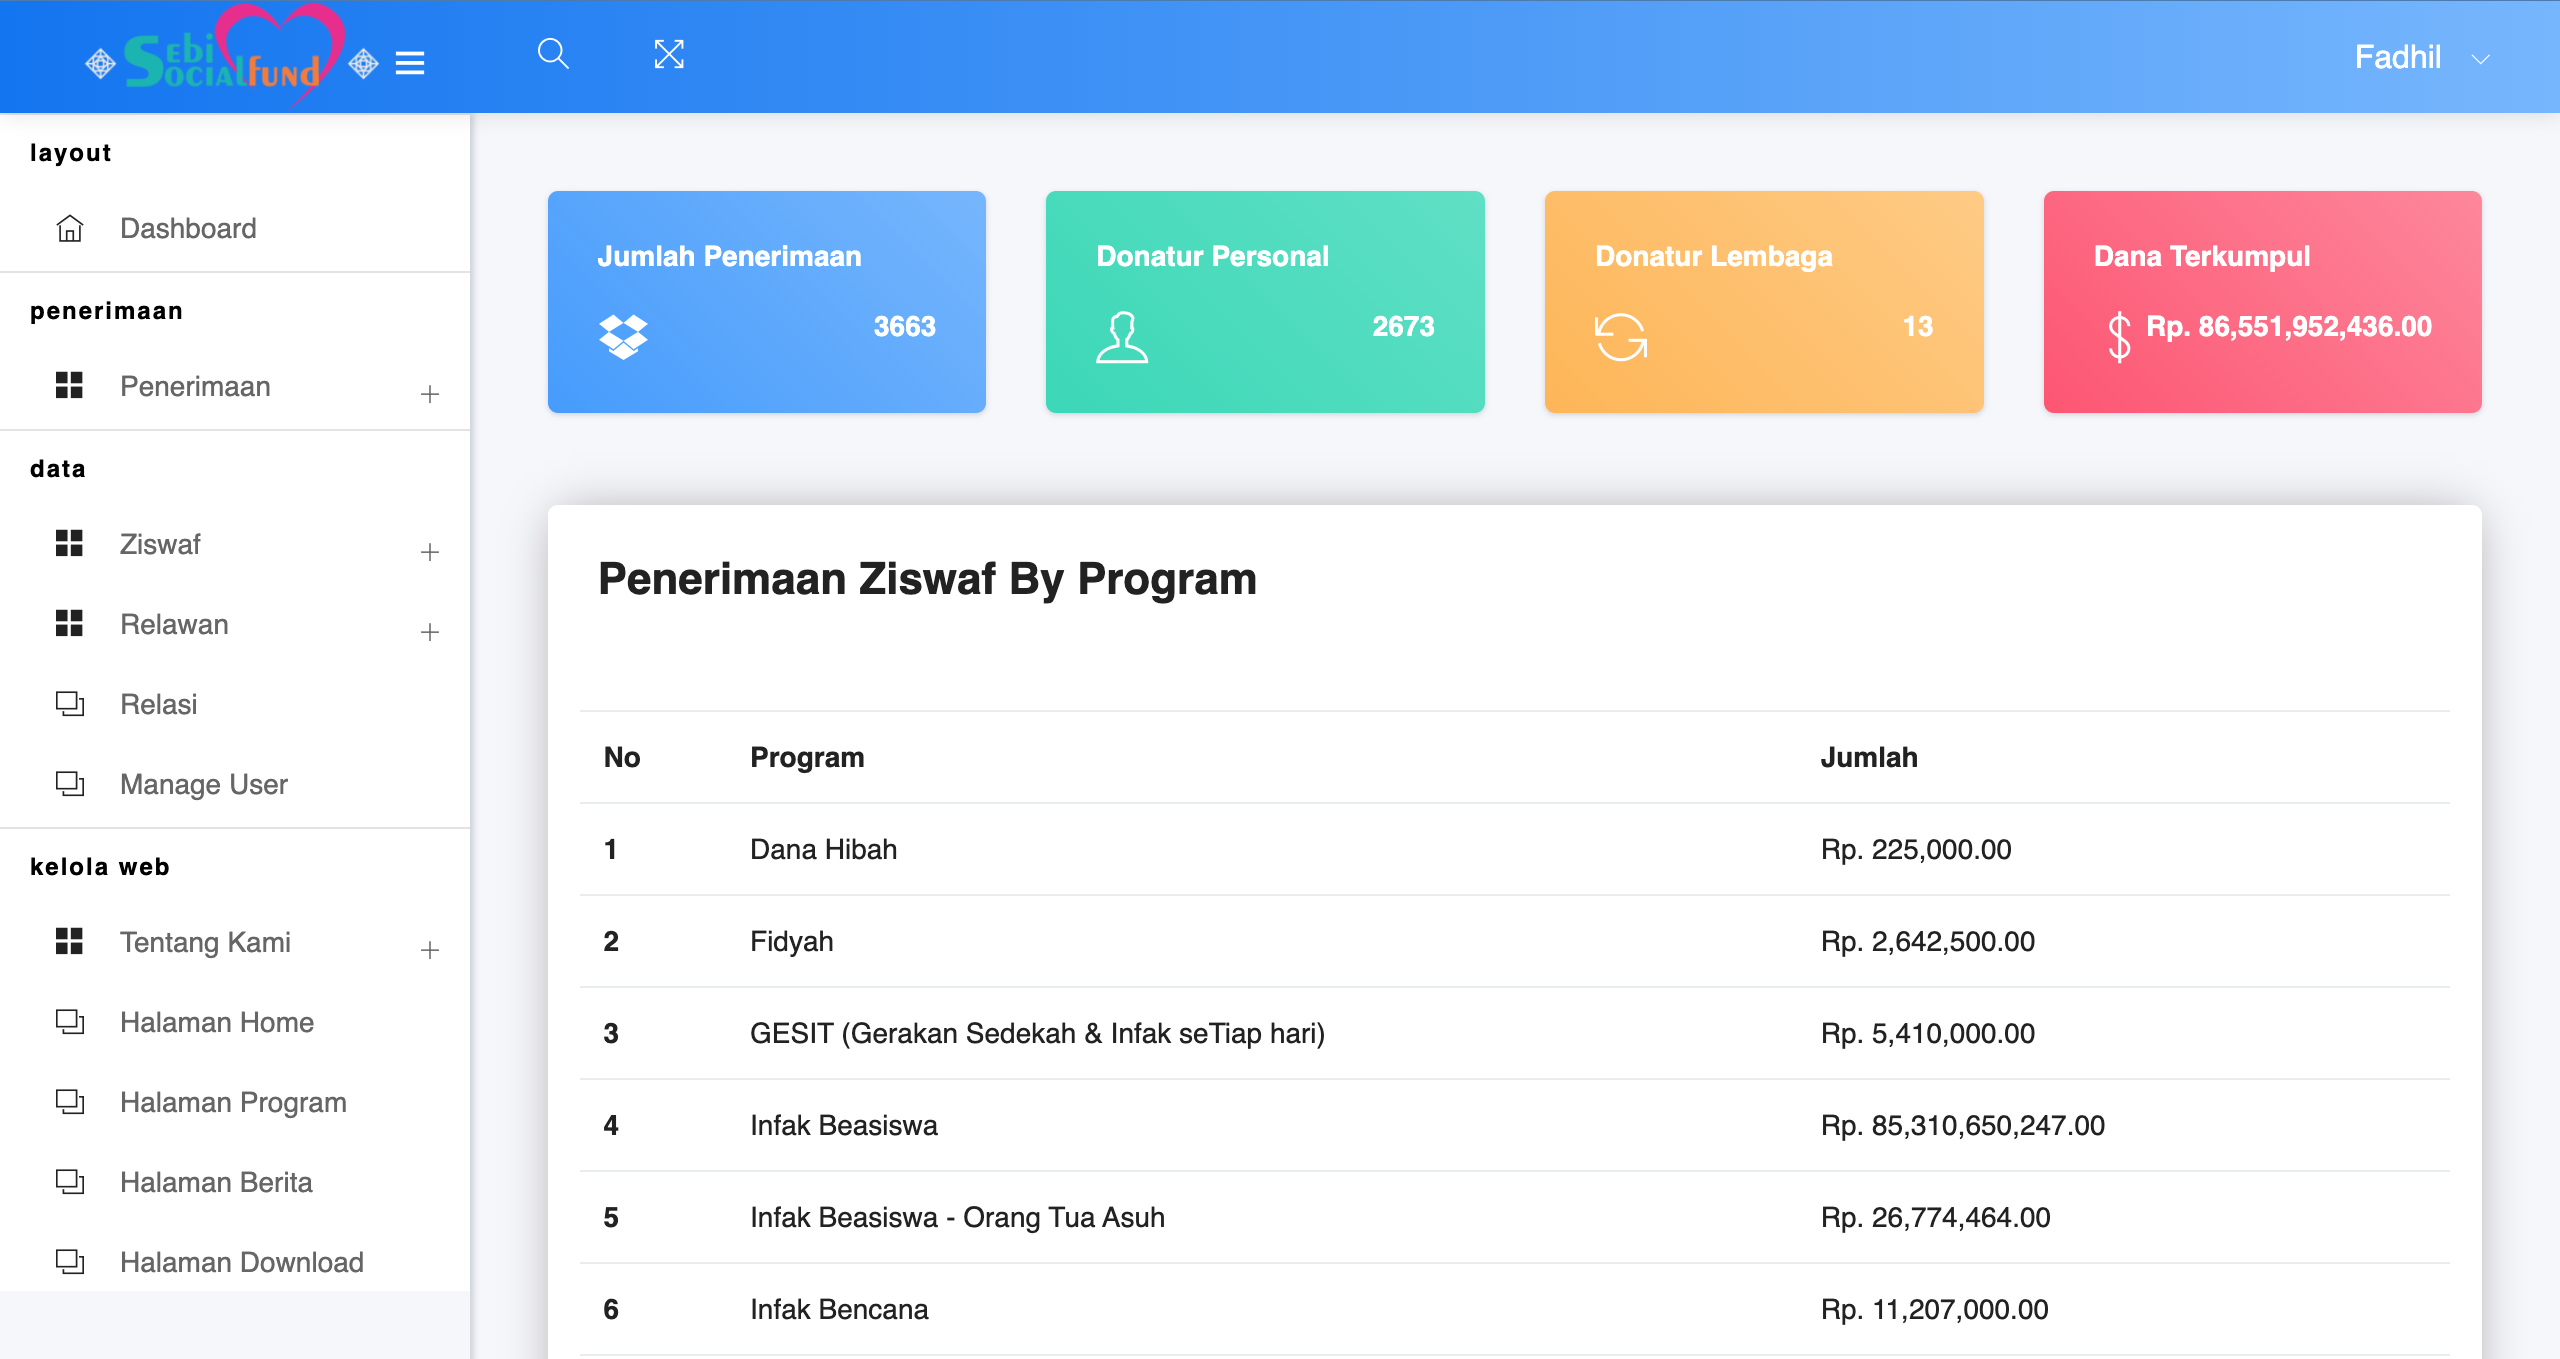 SEBI
SOCIALFUND
Fadhil
layout
Dashboard
penerimaan
Penerimaan
data
Ziswaf
Relawan
Relasi
Manage User
kelola web
Tentang Kami
Halaman Home
Halaman Program
Halaman Berita
Halaman Download
Jumlah Penerimaan
3663
Donatur Personal
2673
Donatur Lembaga
13
Dana Terkumpul
Rp. 86,551,952,436.00
Penerimaan Ziswaf By Program
No Program Jumlah
1 Dana Hibah Rp. 225,000.00
2 Fidyah Rp. 2,642,500.00
3 GESIT (Gerakan Sedekah & Infak seTiap hari) Rp. 5,410,000.00
4 Infak Beasiswa Rp. 85,310,650,247.00
5 Infak Beasiswa - Orang Tua Asuh Rp. 26,774,464.00
6 Infak Bencana Rp. 11,207,000.00